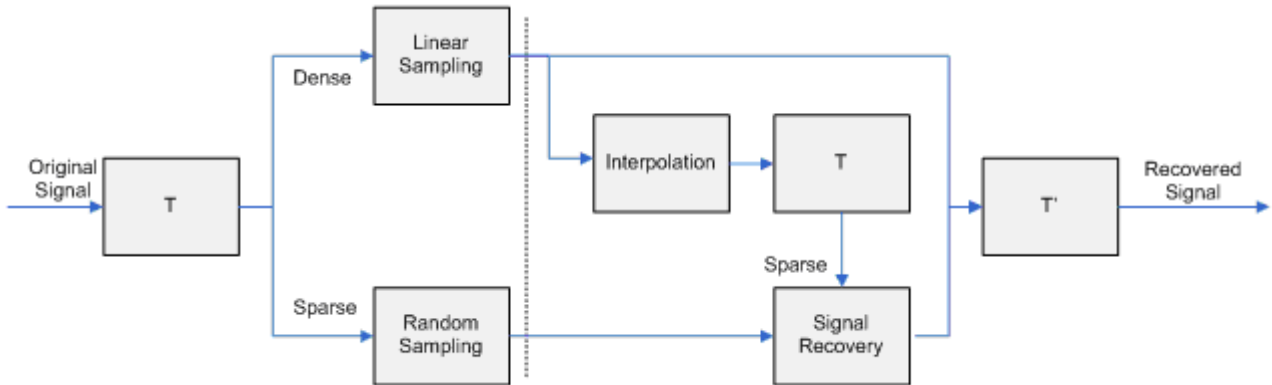 Original
Signal
T
Dense
Linear
Sampling
Interpolation
T
Sparse
Sparse
Random
Sampling
Signal
Recovery
T'
Recovered
Signal